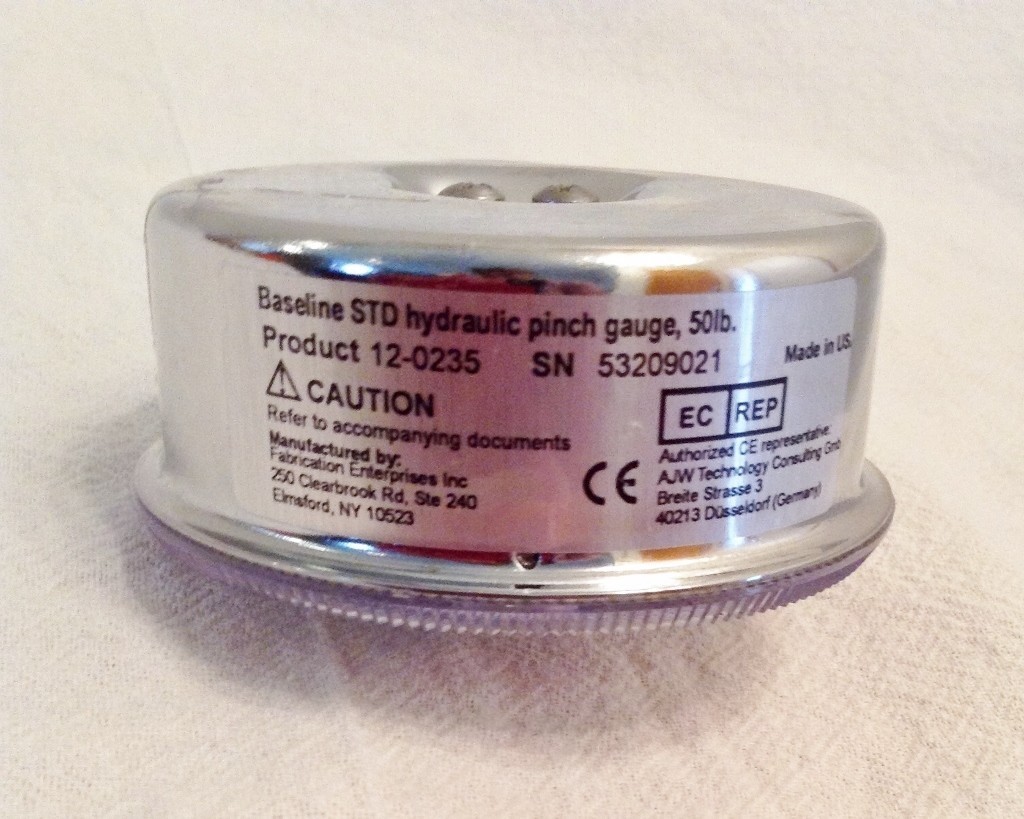 Baseline STD hydraulic pinch gauge, 50lb.
Product 12-0235 SN 53209021
Made in US.
CAUTION
Refer to accompanying documents
Manufactured by:
Fabrication Enterprises Inc
250 Clearbrook Rd, Ste 240
Elmsford, NY 10523
CE
EC REP
Authorized CE representative:
AJW Technology Consulting Gmb
Breite Strasse 3
40213 Düsseldorf (Germany)